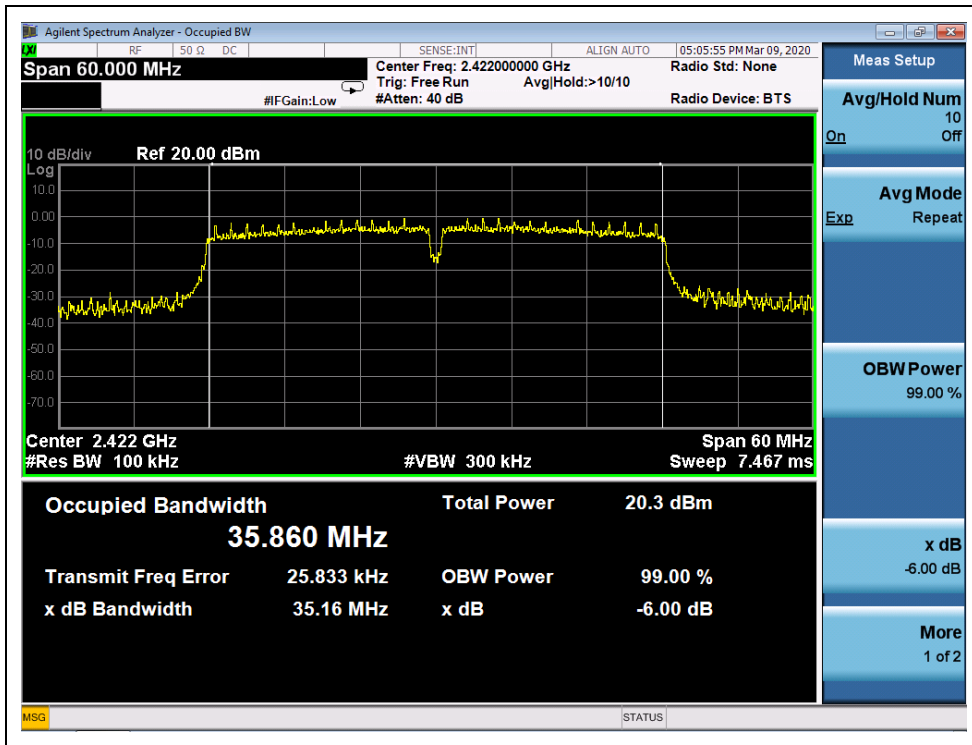 Agilent Spectrum Analyzer - Occupied BW
LXI RF 50 Ω DC SENSE:INT ALIGN AUTO 05:05:55 PM Mar 09, 2020
Span 60.000 MHz
Center Freq: 2.422000000 GHz
Radio Std: None
Trig: Free Run Avg|Hold:>10/10
#IFGain:Low #Atten: 40 dB Radio Device: BTS
10 dB/div Ref 20.00 dBm
Log
10.0
0.00
-10.0
-20.0
-30.0
-40.0
-50.0
-60.0
-70.0
Center 2.422 GHz Span 60 MHz
#Res BW 100 kHz #VBW 300 kHz Sweep 7.467 ms
Occupied Bandwidth Total Power 20.3 dBm
35.860 MHz
Transmit Freq Error 25.833 kHz OBW Power 99.00 %
x dB Bandwidth 35.16 MHz x dB -6.00 dB
Meas Setup
Avg/Hold Num
10
On Off
Avg Mode
Exp Repeat
OBW Power
99.00 %
x dB
-6.00 dB
More
1 of 2
MSG STATUS